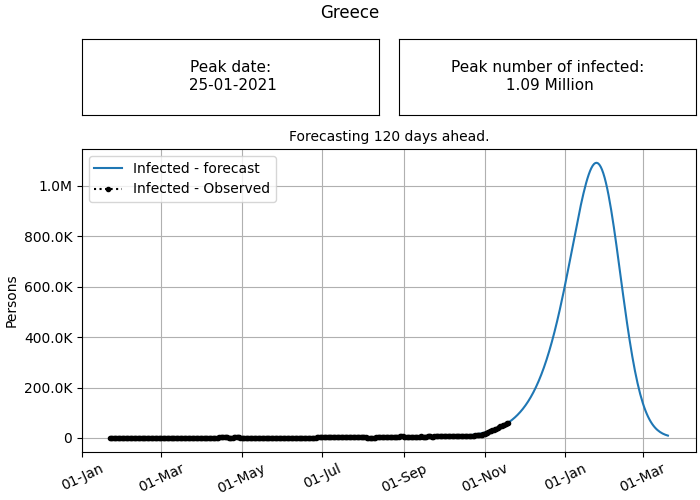 Greece
Peak date:
25-01-2021
Peak number of infected:
1.09 Million
Forecasting 120 days ahead.
Infected - forecast
Infected - Observed
1.0M
800.0K
600.0K
400.0K
200.0K
0
Persons
01-Jan
01-Mar
01-May
01-Jul
01-Sep
01-Nov
01-Jan
01-Mar